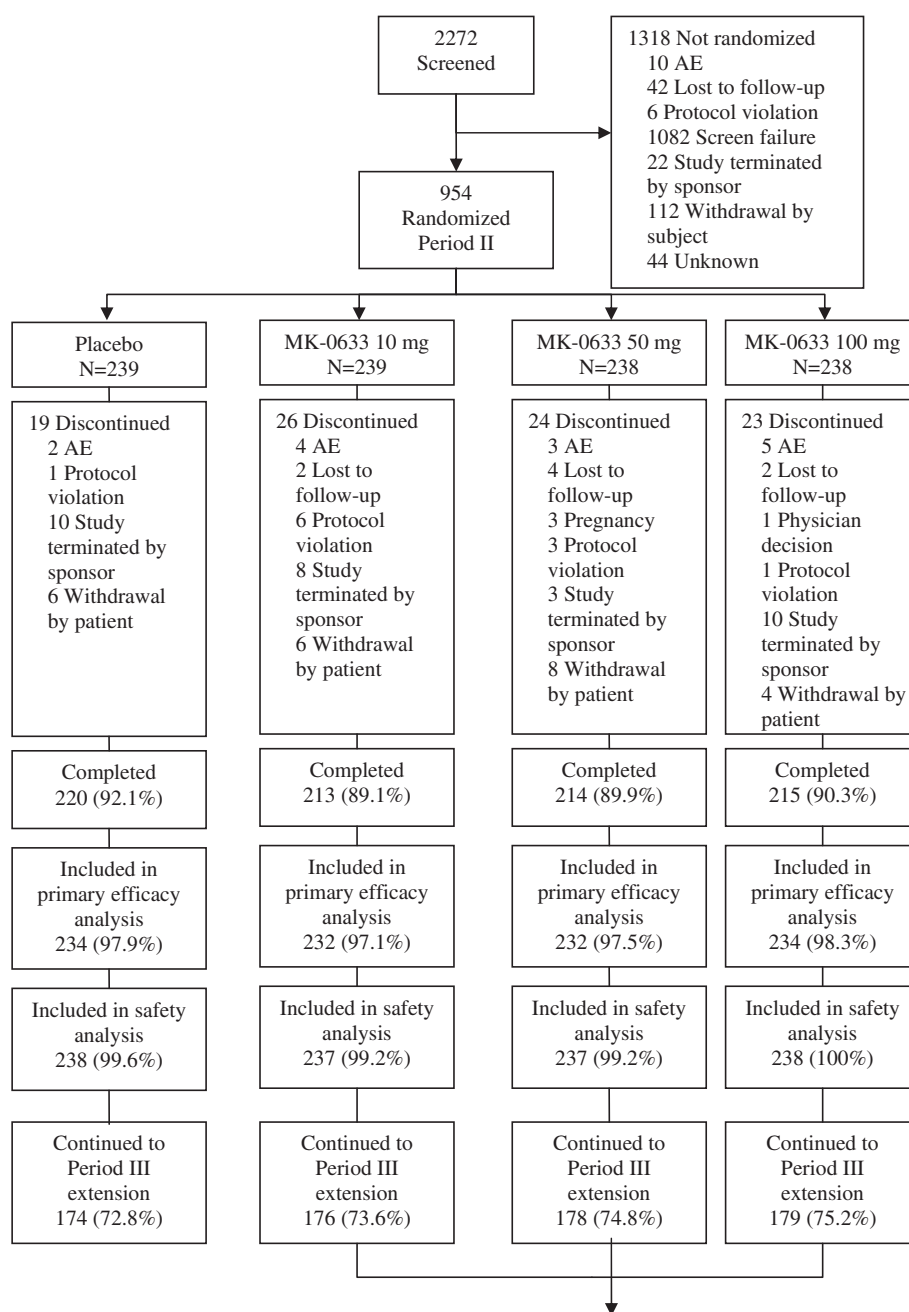 2272
Screened
1318 Not randomized
10 AE
42 Lost to follow-up
6 Protocol violation
1082 Screen failure
22 Study terminated
by sponsor
112 Withdrawal by
subject
44 Unknown
954
Randomized
Period II
Placebo
N=239
MK-0633 10 mg
N=239
MK-0633 50 mg
N=238
MK-0633 100 mg
N=238
19 Discontinued
2 AE
1 Protocol
violation
10 Study
terminated by
sponsor
6 Withdrawal
by patient
26 Discontinued
4 AE
2 Lost to
follow-up
6 Protocol
violation
8 Study
terminated by
sponsor
6 Withdrawal
by patient
24 Discontinued
3 AE
4 Lost to
follow-up
3 Pregnancy
3 Protocol
violation
3 Study
terminated by
sponsor
8 Withdrawal
by patient
23 Discontinued
5 AE
2 Lost to
follow-up
1 Physician
decision
1 Protocol
violation
10 Study
terminated by
sponsor
4 Withdrawal by
patient
Completed
220 (92.1%)
Completed
213 (89.1%)
Completed
214 (89.9%)
Completed
215 (90.3%)
Included in
primary efficacy
analysis
234 (97.9%)
Included in
primary efficacy
analysis
232 (97.1%)
Included in
primary efficacy
analysis
232 (97.5%)
Included in
primary efficacy
analysis
234 (98.3%)
Included in safety
analysis
238 (99.6%)
Included in safety
analysis
237 (99.2%)
Included in safety
analysis
237 (99.2%)
Included in safety
analysis
238 (100%)
Continued to
Period III
extension
174 (72.8%)
Continued to
Period III
extension
176 (73.6%)
Continued to
Period III
extension
178 (74.8%)
Continued to
Period III
extension
179 (75.2%)